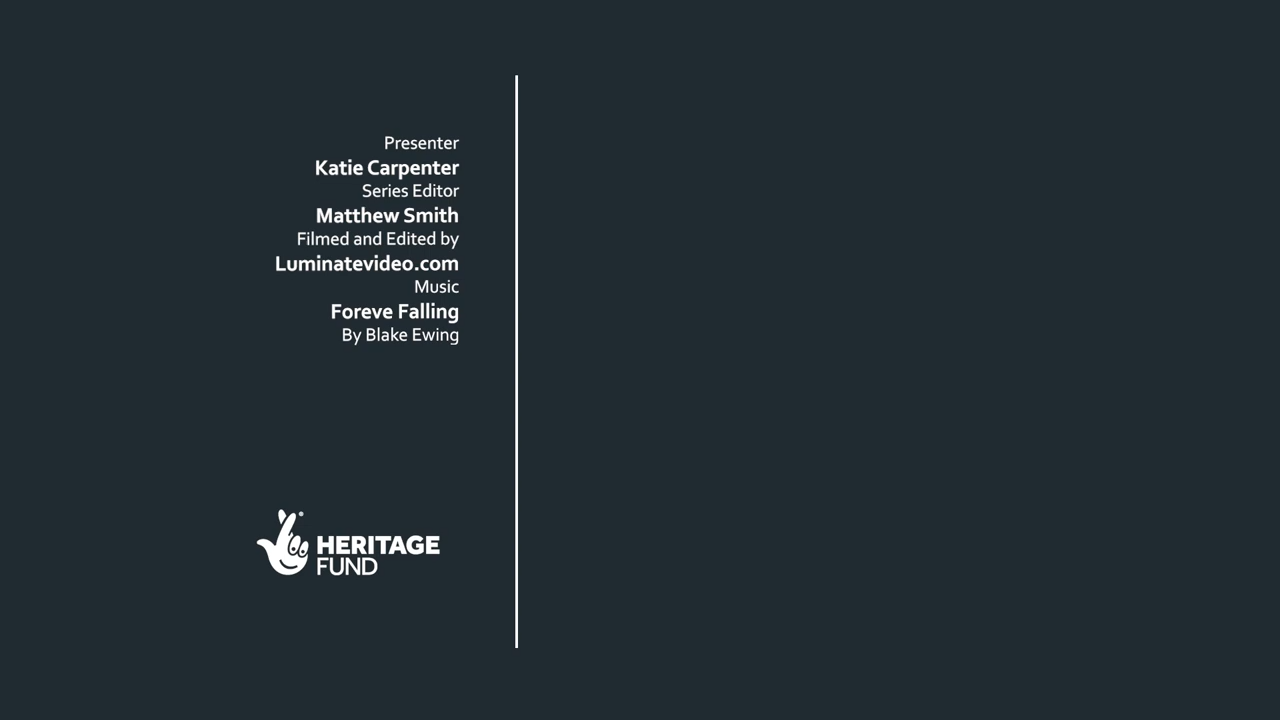 Presenter
Katie Carpenter
Series Editor
Matthew Smith
Filmed and Edited by
Luminatevideo.com
Music
Foreve Falling
By Blake Ewing
HERITAGE
FUND